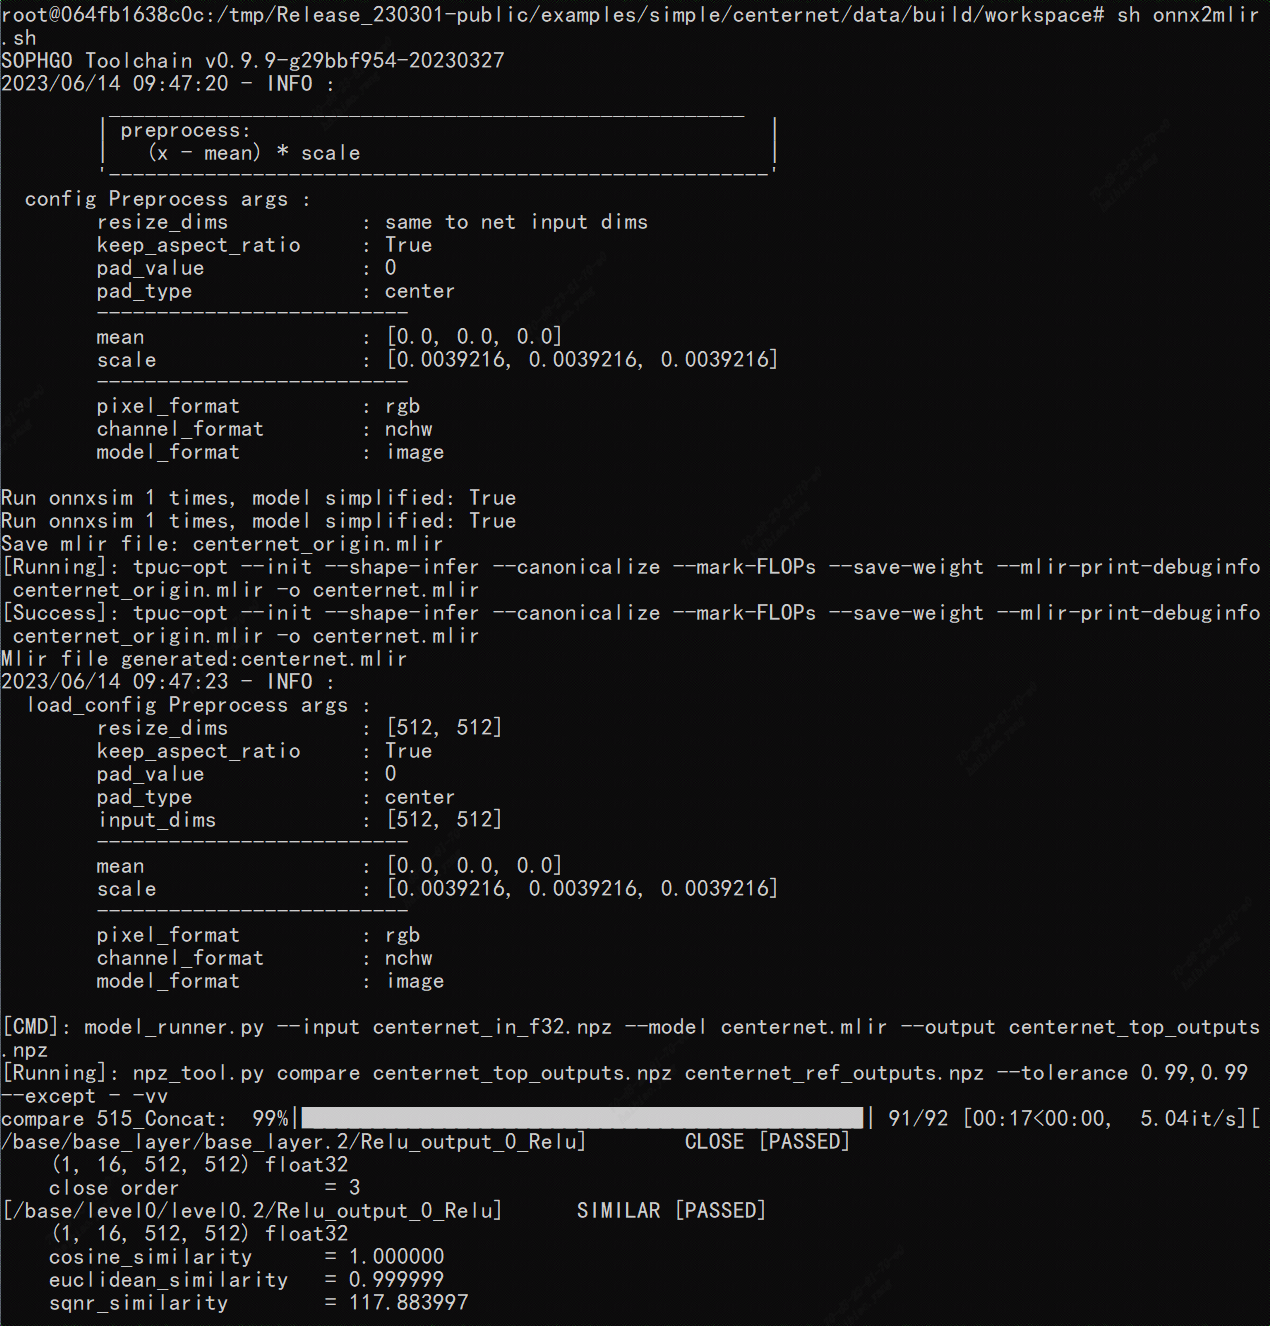 root@064fb1638c0c:/tmp/Release_230301-public/examples/simple/centernet/data/build/workspace# sh onnx2mlir
.sh
SOPHGO Toolchain v0.9.9-g29bbf954-20230327
2023/06/14 09:47:20 - INFO :
| preprocess: |
| (x - mean) * scale |
'-------------------------------------------------------'
config Preprocess args :
resize_dims : same to net input dims
keep_aspect_ratio : True
pad_value : 0
pad_type : center
--------------------------
mean : [0.0, 0.0, 0.0]
scale : [0.0039216, 0.0039216, 0.0039216]
--------------------------
pixel_format : rgb
channel_format : nchw
model_format : image
Run onnxsim 1 times, model simplified: True
Run onnxsim 1 times, model simplified: True
Save mlir file: centernet_origin.mlir
[Running]: tpuc-opt --init --shape-infer --canonicalize --mark-FLOPs --save-weight --mlir-print-debuginfo
centernet_origin.mlir -o centernet.mlir
[Success]: tpuc-opt --init --shape-infer --canonicalize --mark-FLOPs --save-weight --mlir-print-debuginfo
centernet_origin.mlir -o centernet.mlir
Mlir file generated:centernet.mlir
2023/06/14 09:47:23 - INFO :
load_config Preprocess args :
resize_dims : [512, 512]
keep_aspect_ratio : True
pad_value : 0
pad_type : center
input_dims : [512, 512]
--------------------------
mean : [0.0, 0.0, 0.0]
scale : [0.0039216, 0.0039216, 0.0039216]
--------------------------
pixel_format : rgb
channel_format : nchw
model_format : image
[CMD]: model_runner.py --input centernet_in_f32.npz --model centernet.mlir --output centernet_top_outputs
.npz
[Running]: npz_tool.py compare centernet_top_outputs.npz centernet_ref_outputs.npz --tolerance 0.99,0.99
--except - -vv
compare 515_Concat: 99%|██████████| 91/92 [00:17<00:00, 5.04it/s][
/base/base_layer/base_layer.2/Relu_output_0_Relu] CLOSE [PASSED]
(1, 16, 512, 512) float32
close order = 3
[/base/level0/level0.2/Relu_output_0_Relu] SIMILAR [PASSED]
(1, 16, 512, 512) float32
cosine_similarity = 1.000000
euclidean_similarity = 0.999999
sqnr_similarity = 117.883997